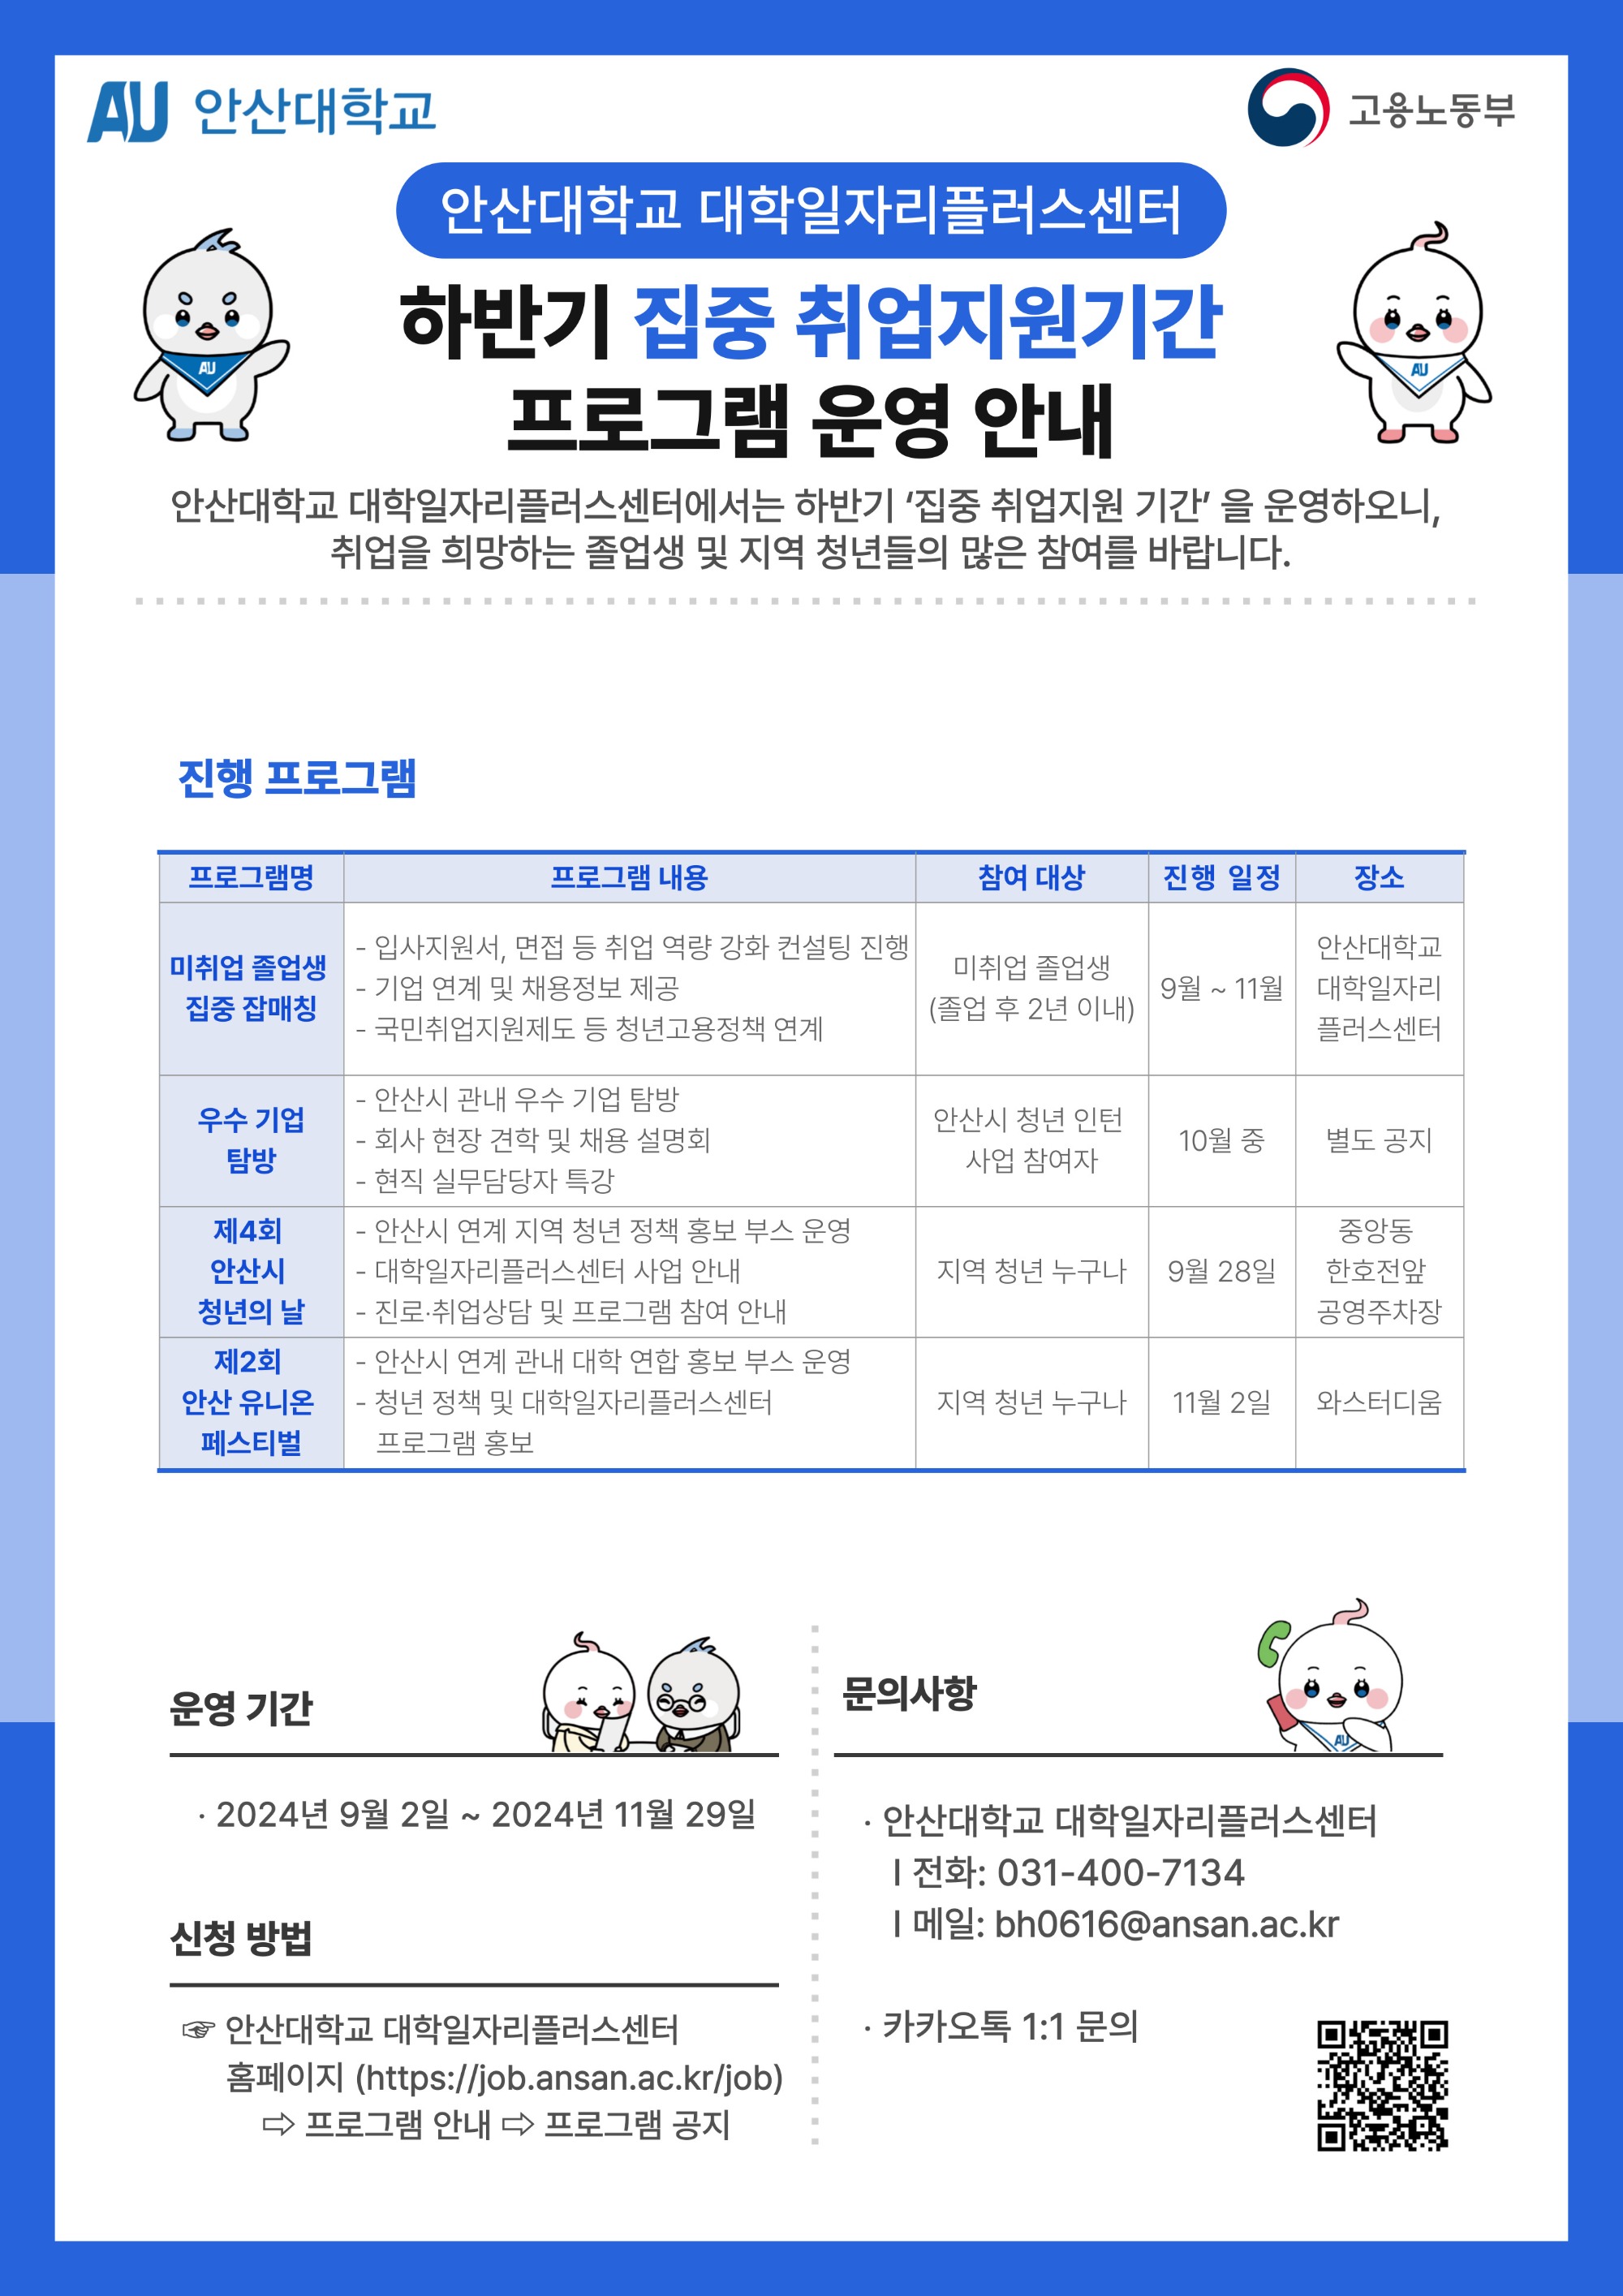 AU 안산대학교
고용노동부
안산대학교 대학일자리플러스센터
하반기 집중 취업지원기간
프로그램 운영 안내
AU
AU
안산대학교 대학일자리플러스센터에서는 하반기 ‘집중 취업지원 기간’ 을 운영하오니,
취업을 희망하는 졸업생 및 지역 청년들의 많은 참여를 바랍니다.
진행 프로그램
프로그램명 프로그램 내용 참여 대상 진행 일정 장소
미취업 졸업생
집중 잡매칭
- 입사지원서, 면접 등 취업 역량 강화 컨설팅 진행
- 기업 연계 및 채용정보 제공
- 국민취업지원제도 등 청년고용정책 연계
미취업 졸업생
(졸업 후 2년 이내)
9월 ~ 11월
안산대학교
대학일자리
플러스센터
우수 기업
탐방
- 안산시 관내 우수 기업 탐방
- 회사 현장 견학 및 채용 설명회
- 현직 실무담당자 특강
안산시 청년 인턴
사업 참여자
10월 중
별도 공지
제4회
안산시
청년의 날
- 안산시 연계 지역 청년 정책 홍보 부스 운영
- 대학일자리플러스센터 사업 안내
- 진로·취업상담 및 프로그램 참여 안내
지역 청년 누구나
9월 28일
중앙동
한호전앞
공영주차장
제2회
안산 유니온
페스티벌
- 안산시 연계 관내 대학 연합 홍보 부스 운영
- 청년 정책 및 대학일자리플러스센터
프로그램 홍보
지역 청년 누구나
11월 2일
와스터디움
운영 기간
· 2024년 9월 2일 ~ 2024년 11월 29일
신청 방법
☞ 안산대학교 대학일자리플러스센터
홈페이지 (https://job.ansan.ac.kr/job)
⇨ 프로그램 안내 ⇨ 프로그램 공지
문의사항
AU
· 안산대학교 대학일자리플러스센터
l 전화: 031-400-7134
l 메일: bh0616@ansan.ac.kr
· 카카오톡 1:1 문의